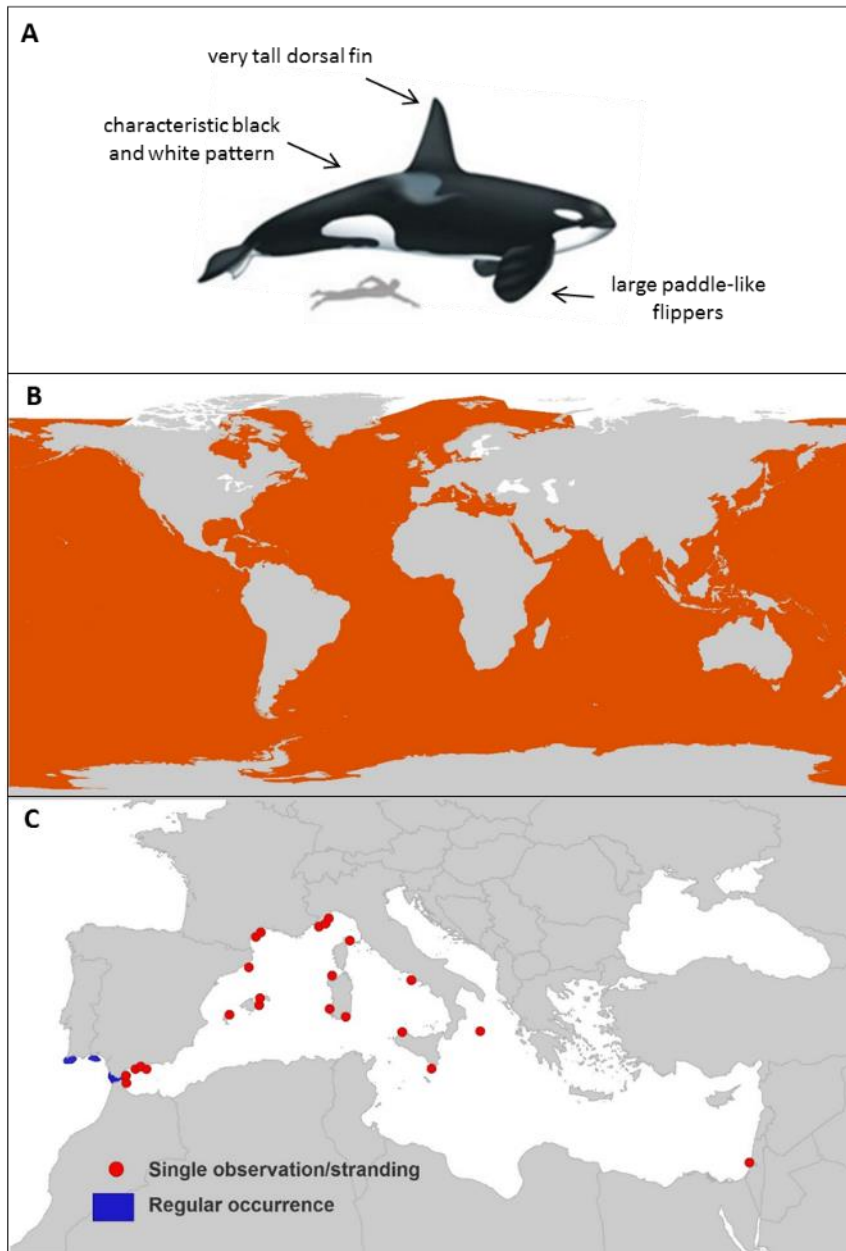 A
very tall dorsal fin
characteristic black
and white pattern
large paddle-like
flippers
B
C
Single observation/stranding
Regular occurrence